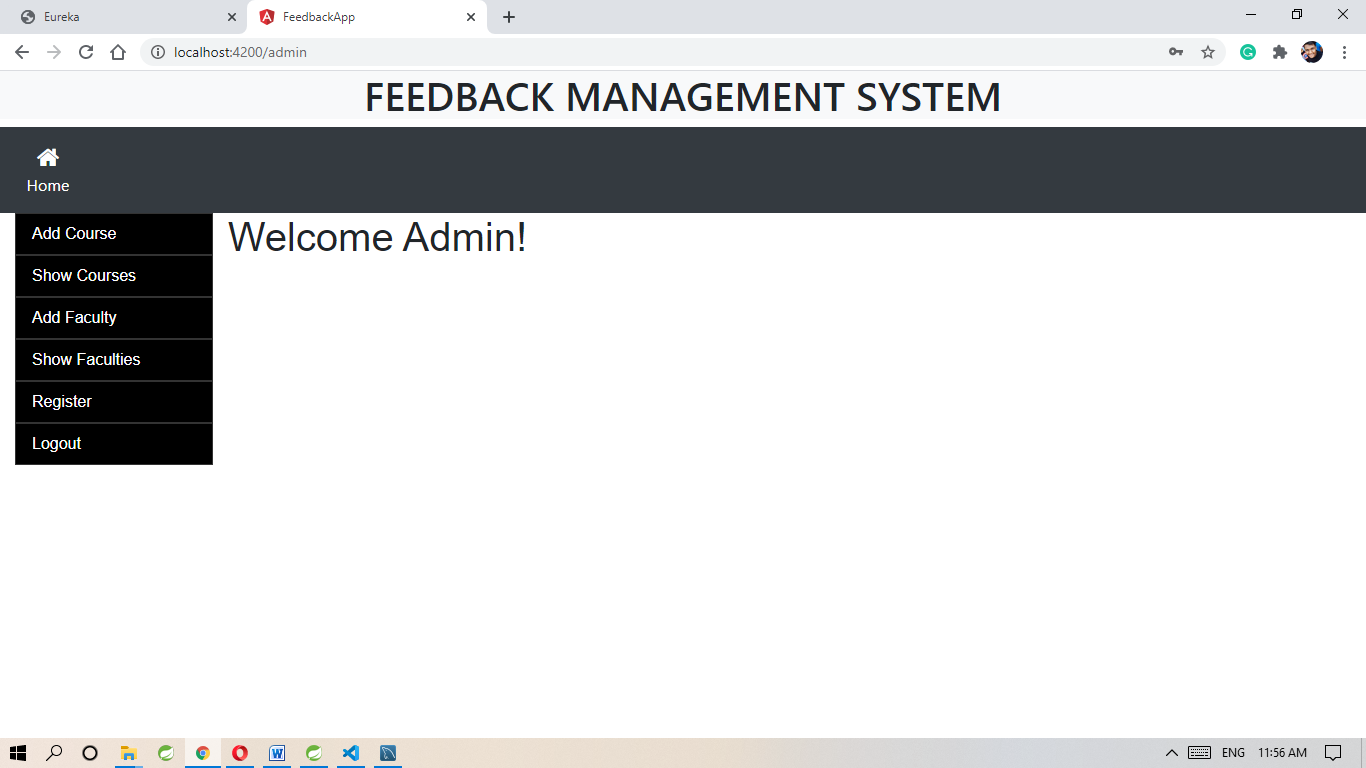 Eureka
FeedbackApp
localhost:4200/admin
FEEDBACK MANAGEMENT SYSTEM
Home
Add Course
Welcome Admin!
Show Courses
Add Faculty
Show Faculties
Register
Logout
ENG 11:56 AM